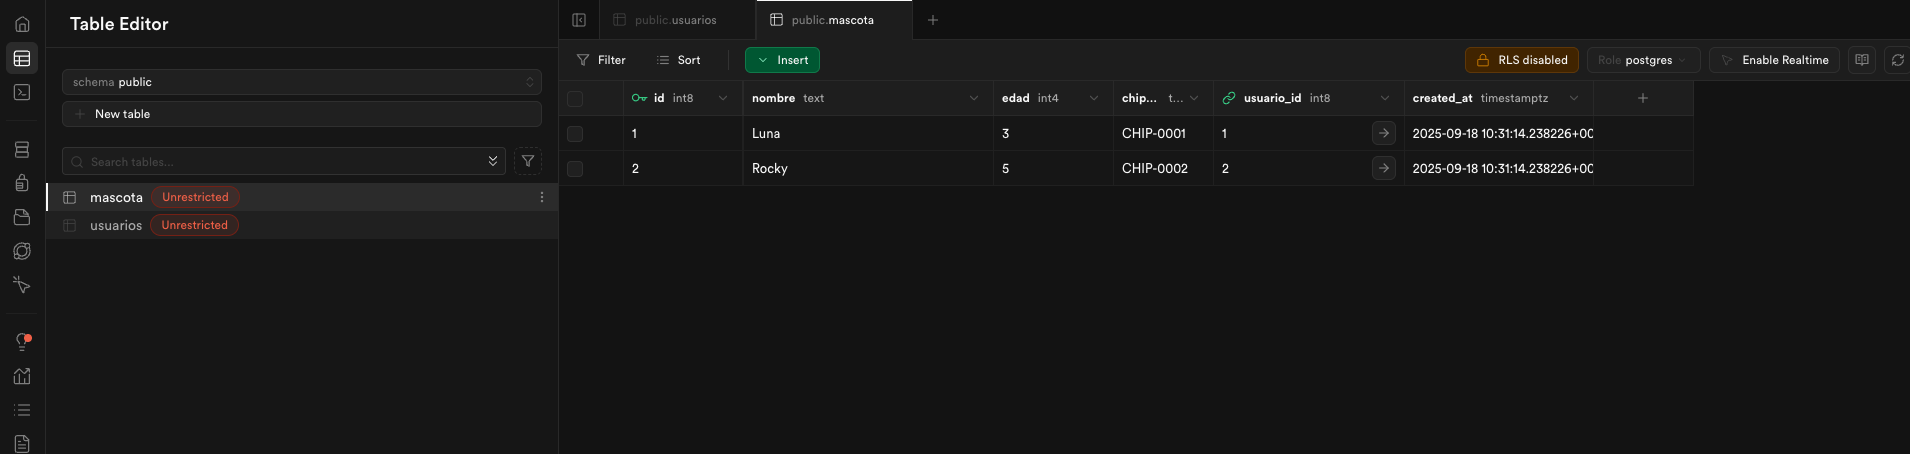 Table Editor
schema public
New table
Search tables...
mascota Unrestricted
usuarios Unrestricted
public.usuarios public.mascota
Filter Sort Insert RLS disabled Role postgres Enable Realtime
id int8 nombre text edad int4 chip... t... usuario_id int8 created_at timestamptz
1 Luna 3 CHIP-0001 1 2025-09-18 10:31:14.238226+00
2 Rocky 5 CHIP-0002 2 2025-09-18 10:31:14.238226+00